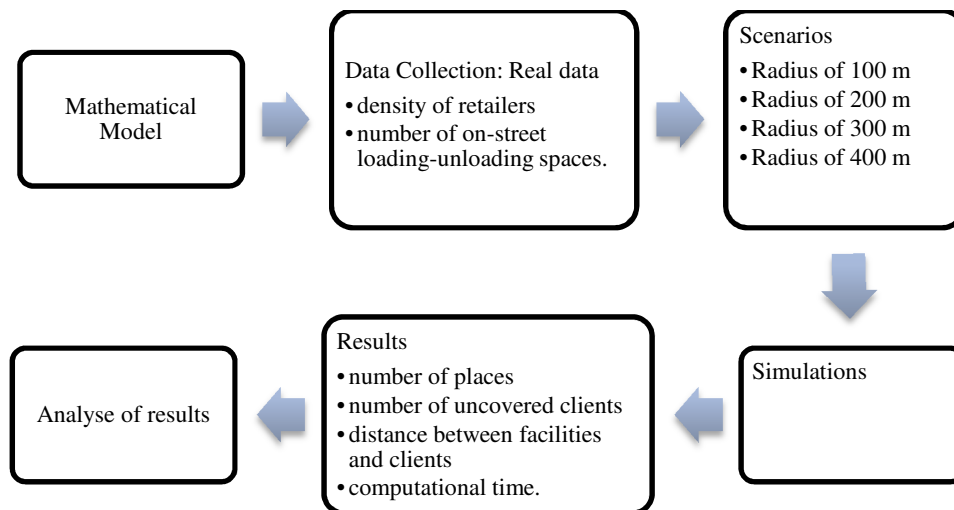 Mathematical
Model
Data Collection: Real data
• density of retailers
• number of on-street
loading-unloading spaces.
Scenarios
• Radius of 100 m
• Radius of 200 m
• Radius of 300 m
• Radius of 400 m
Simulations
Results
• number of places
• number of uncovered clients
• distance between facilities
and clients
• computational time.
Analyse of results